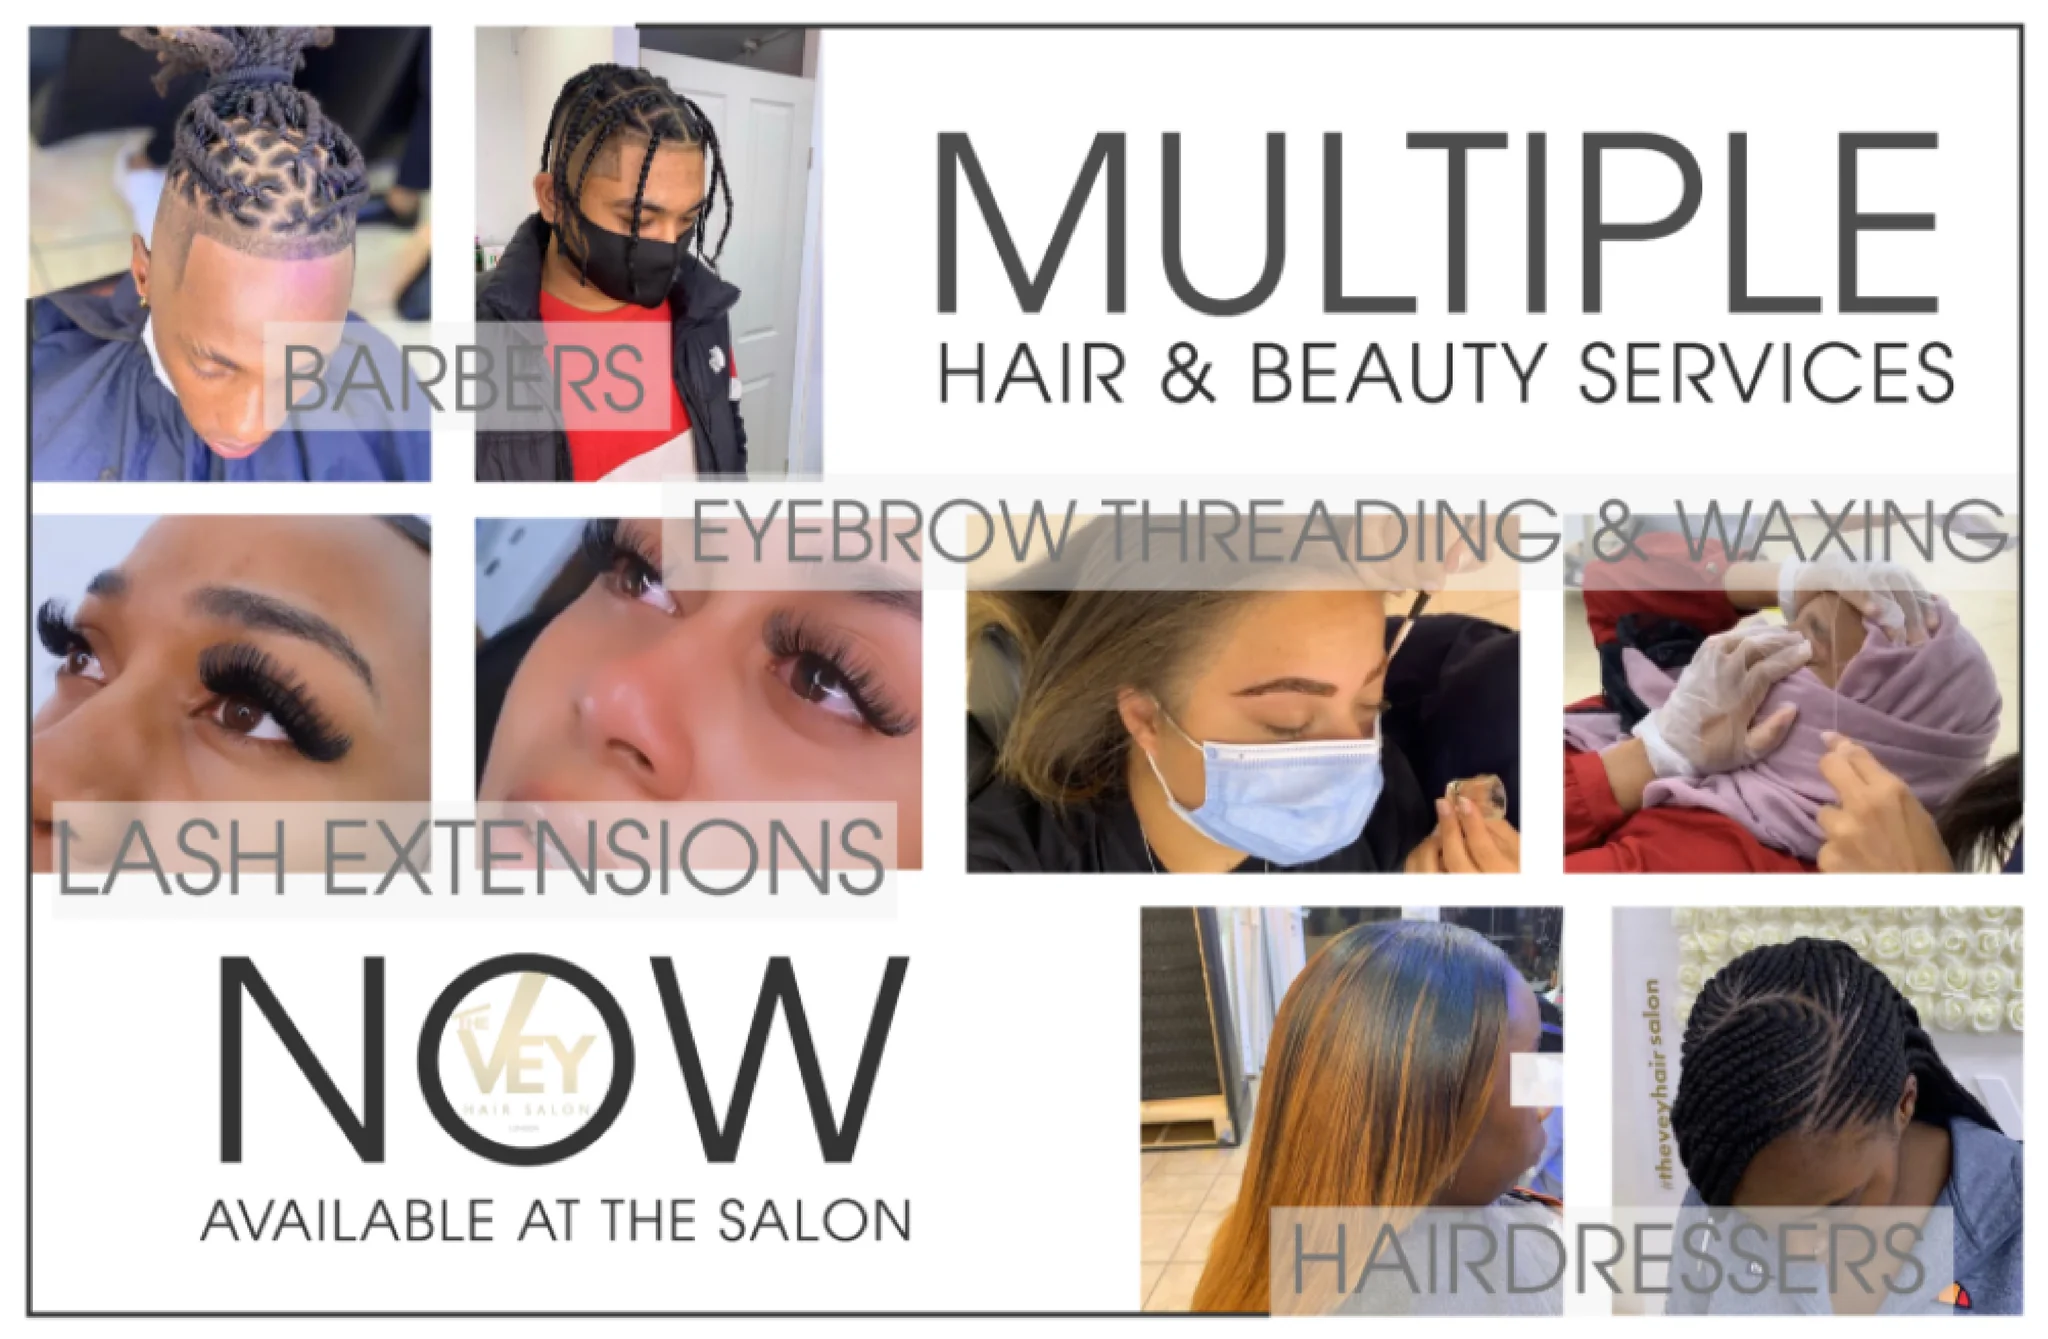 MULTIPLE
HAIR & BEAUTY SERVICES
BARBERS
EYEBROW THREADING & WAXING
LASH EXTENSIONS
NOW
THE
VEY
HAIR SALON
LONDON
AVAILABLE AT THE SALON
#theveyhair salon
HAIRDRESSERS